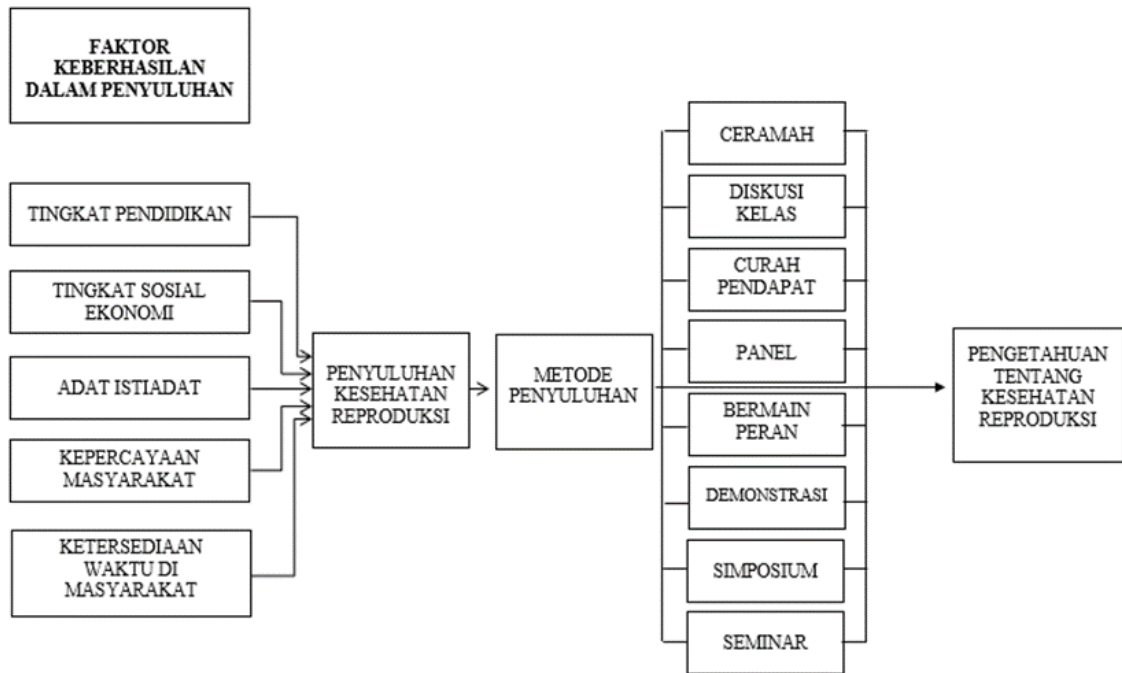 FAKTOR
KEBERHASILAN
DALAM PENYULUHAN
TINGKAT PENDIDIKAN
TINGKAT SOSIAL
EKONOMI
ADAT ISTIADAT
KEPERCAYAAN
MASYARAKAT
KETERSEDIAAN
WAKTU DI
MASYARAKAT
PENYULUHAN
KESEHATAN
REPRODUKSI
METODE
PENYULUHAN
CERAMAH
DISKUSI
KELAS
CURAH
PENDAPAT
PANEL
BERMAIN
PERAN
DEMONSTRASI
SIMPOSIUM
SEMINAR
PENGETAHUAN
TENTANG
KESEHATAN
REPRODUKSI